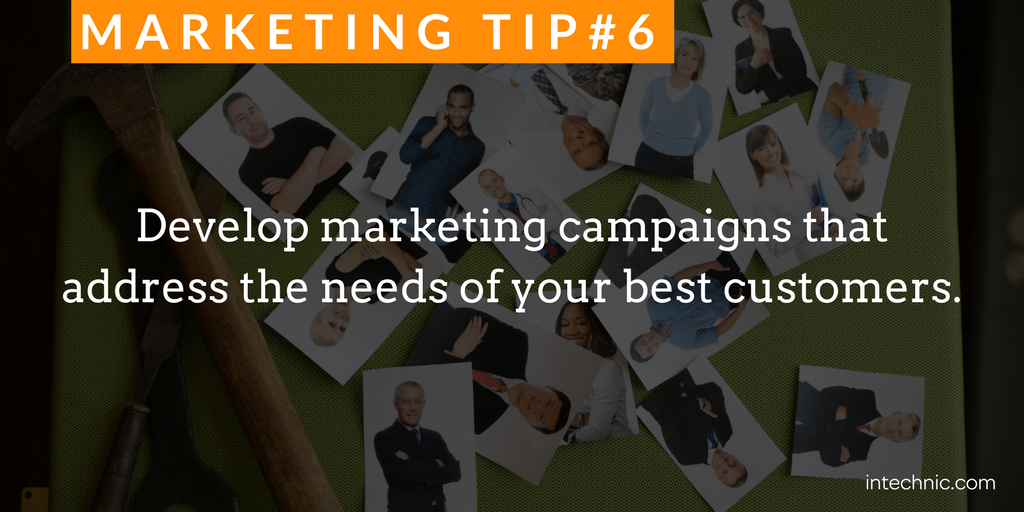 MARKETING TIP#6
Develop marketing campaigns that
address the needs of your best customers.
intechnic.com